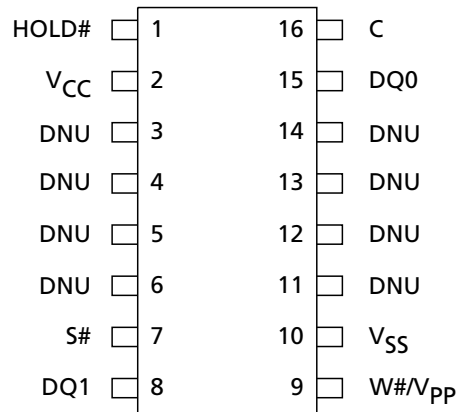 HOLD# 1 16 C
VCC 2 15 DQ0
DNU 3 14 DNU
DNU 4 13 DNU
DNU 5 12 DNU
DNU 6 11 DNU
S# 7 10 VSS
DQ1 8 9 W#/VPP